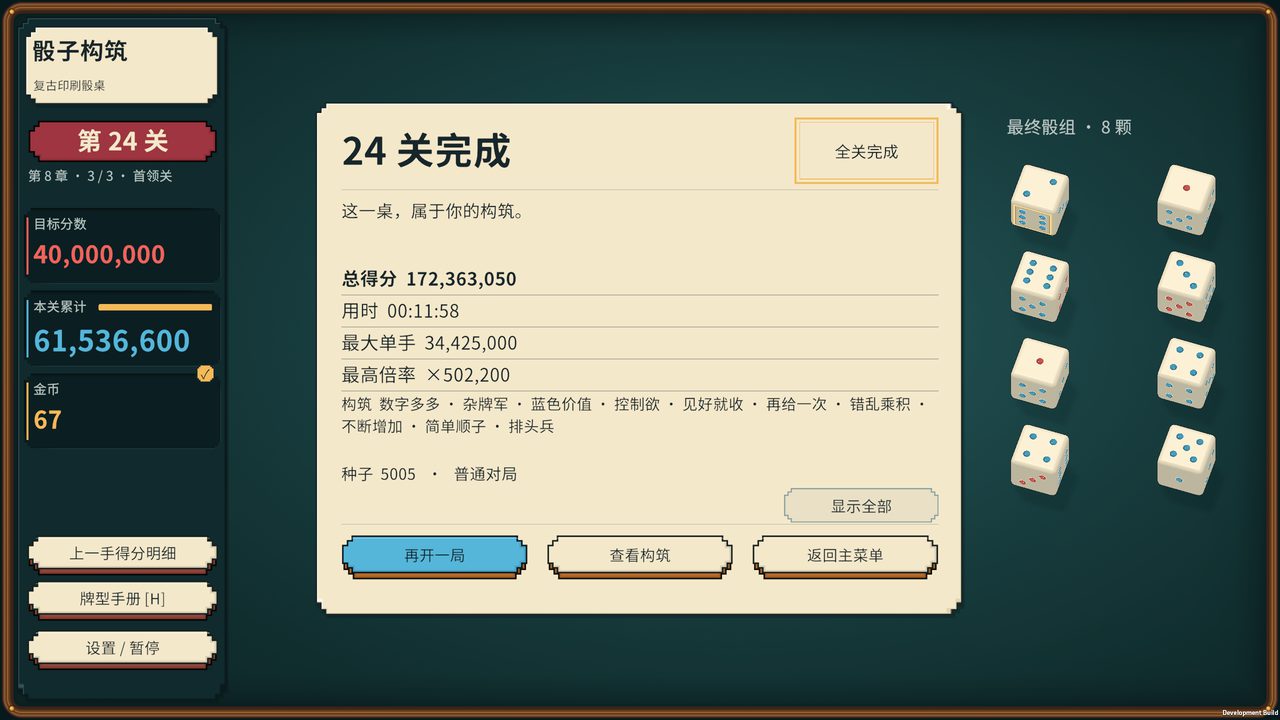 骰子构筑
复古印刷骰桌
第 24 关
第 8 章 · 3 / 3 · 首领关
目标分数
40,000,000
本关累计
61,536,600
金币
67
上一手得分明细
牌型手册 [H]
设置 / 暂停
24 关完成
全关完成
这一桌，属于你的构筑。
总得分 172,363,050
用时 00:11:58
最大单手 34,425,000
最高倍率 ×502,200
构筑 数字多多 · 杂牌军 · 蓝色价值 · 控制欲 · 见好就收 · 再给一次 · 错乱乘积 ·
不断增加 · 简单顺子 · 排头兵
种子 5005 · 普通对局
显示全部
再开一局
查看构筑
返回主菜单
最终骰组 · 8 颗
Development Build